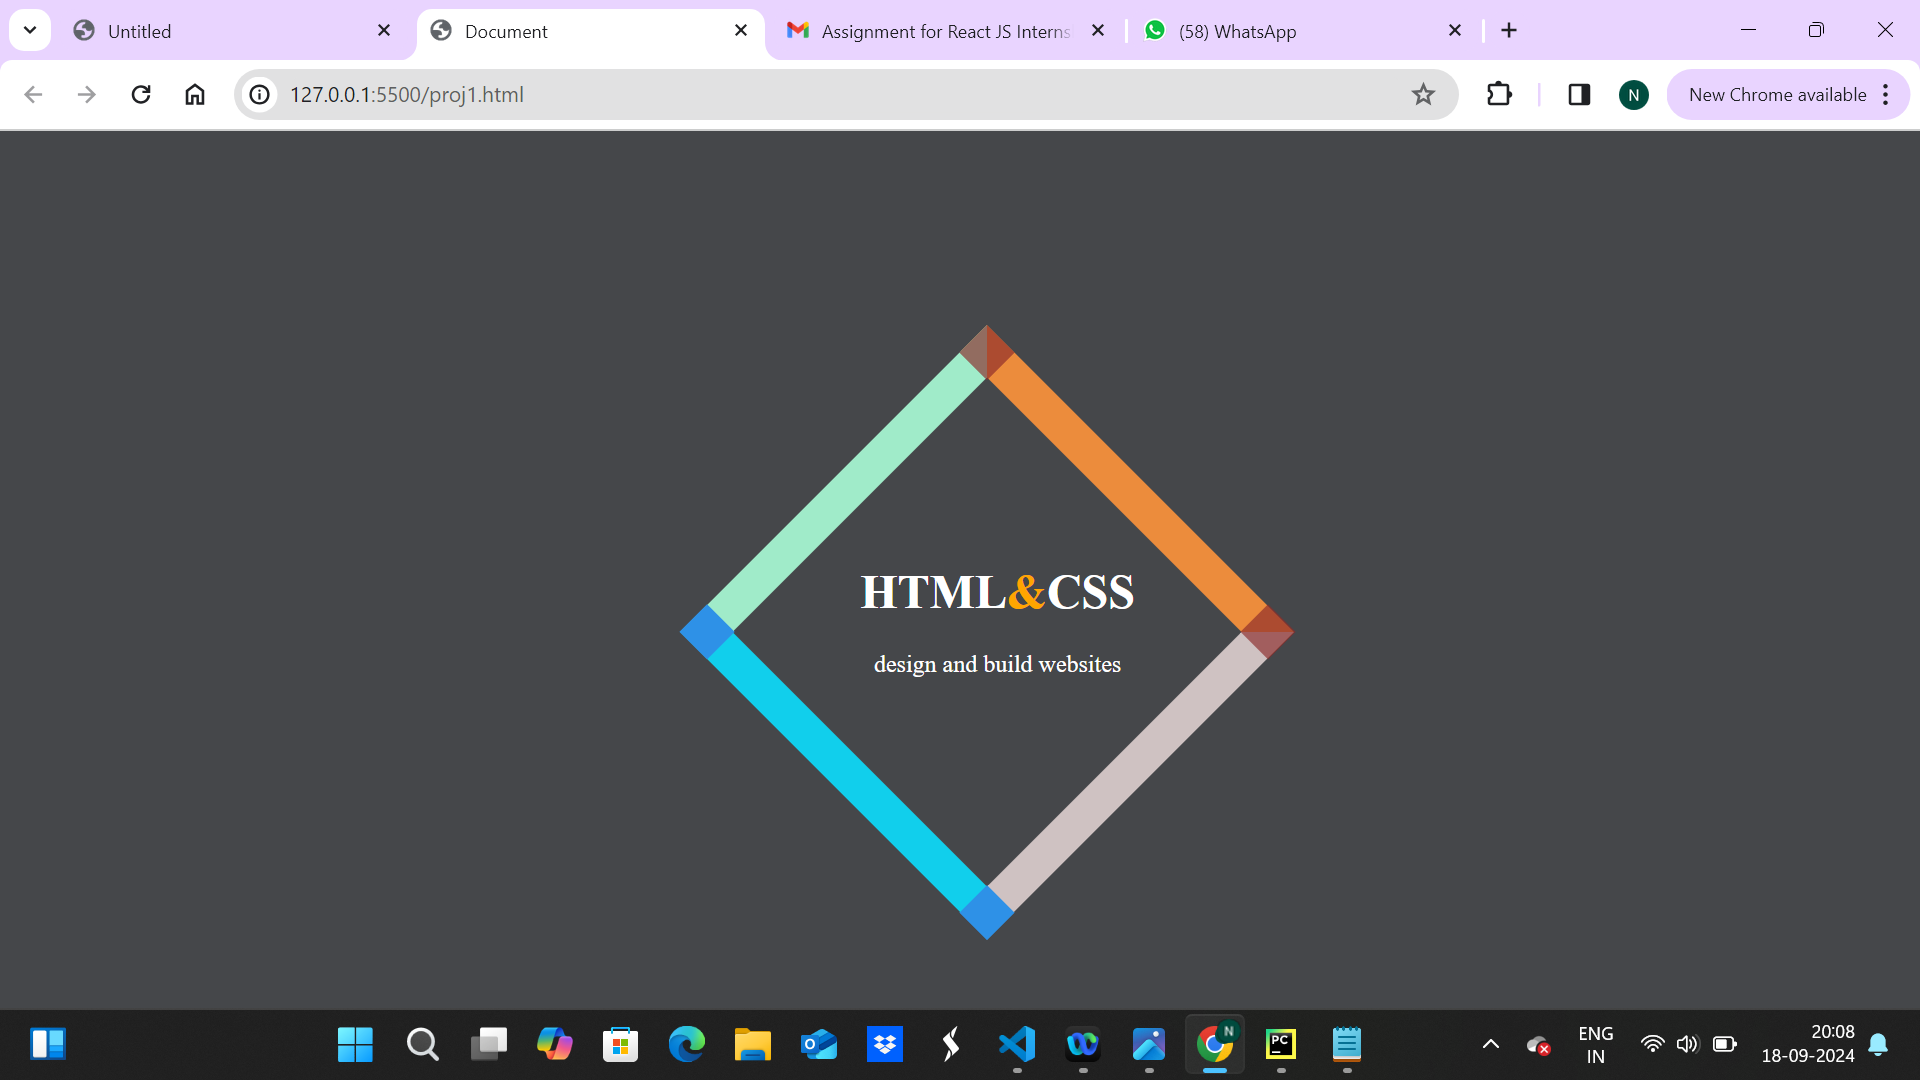 Untitled
Document
Assignment for React JS Interns
(58) WhatsApp
127.0.0.1:5500/proj1.html
N
New Chrome available
HTML&CSS
design and build websites
N
PC
ENG
IN
20:08
18-09-2024